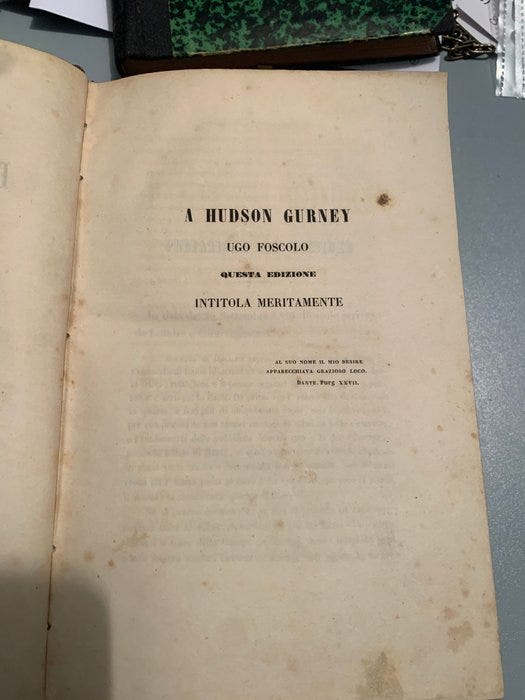 A HUDSON GURNEY
UGO FOSCOLO
QUESTA EDIZIONE
INTITOLA MERITAMENTE
AL SUO NOME IL MIO DESIRE
APPARECCHIAVA GRAZIOSO LOCO.
DANTE. Purg XXVII.